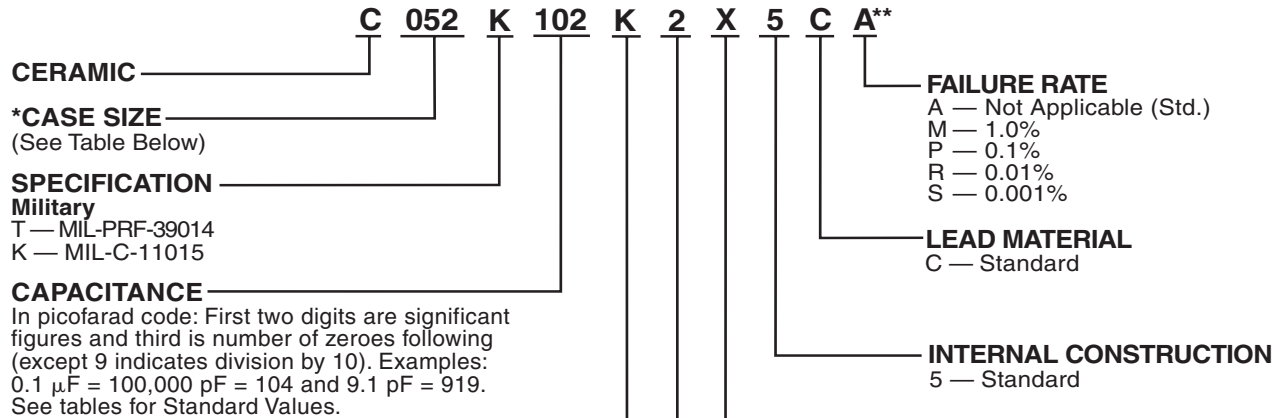 C 052 K 102 K 2 X 5 C A**
CERAMIC
*CASE SIZE
(See Table Below)
SPECIFICATION
Military
T — MIL-PRF-39014
K — MIL-C-11015
CAPACITANCE
In picofarad code: First two digits are significant
figures and third is number of zeroes following
(except 9 indicates division by 10). Examples:
0.1 μF = 100,000 pF = 104 and 9.1 pF = 919.
See tables for Standard Values.
FAILURE RATE
A — Not Applicable (Std.)
M — 1.0%
P — 0.1%
R — 0.01%
S — 0.001%
LEAD MATERIAL
C — Standard
INTERNAL CONSTRUCTION
5 — Standard